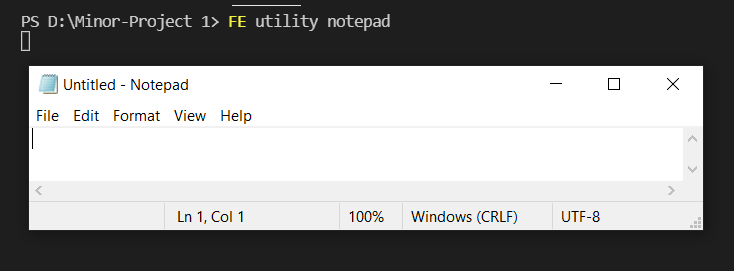 PS D:\Minor-Project 1> FE utility notepad
Untitled - Notepad
File Edit Format View Help
Ln 1, Col 1 100% Windows (CRLF) UTF-8